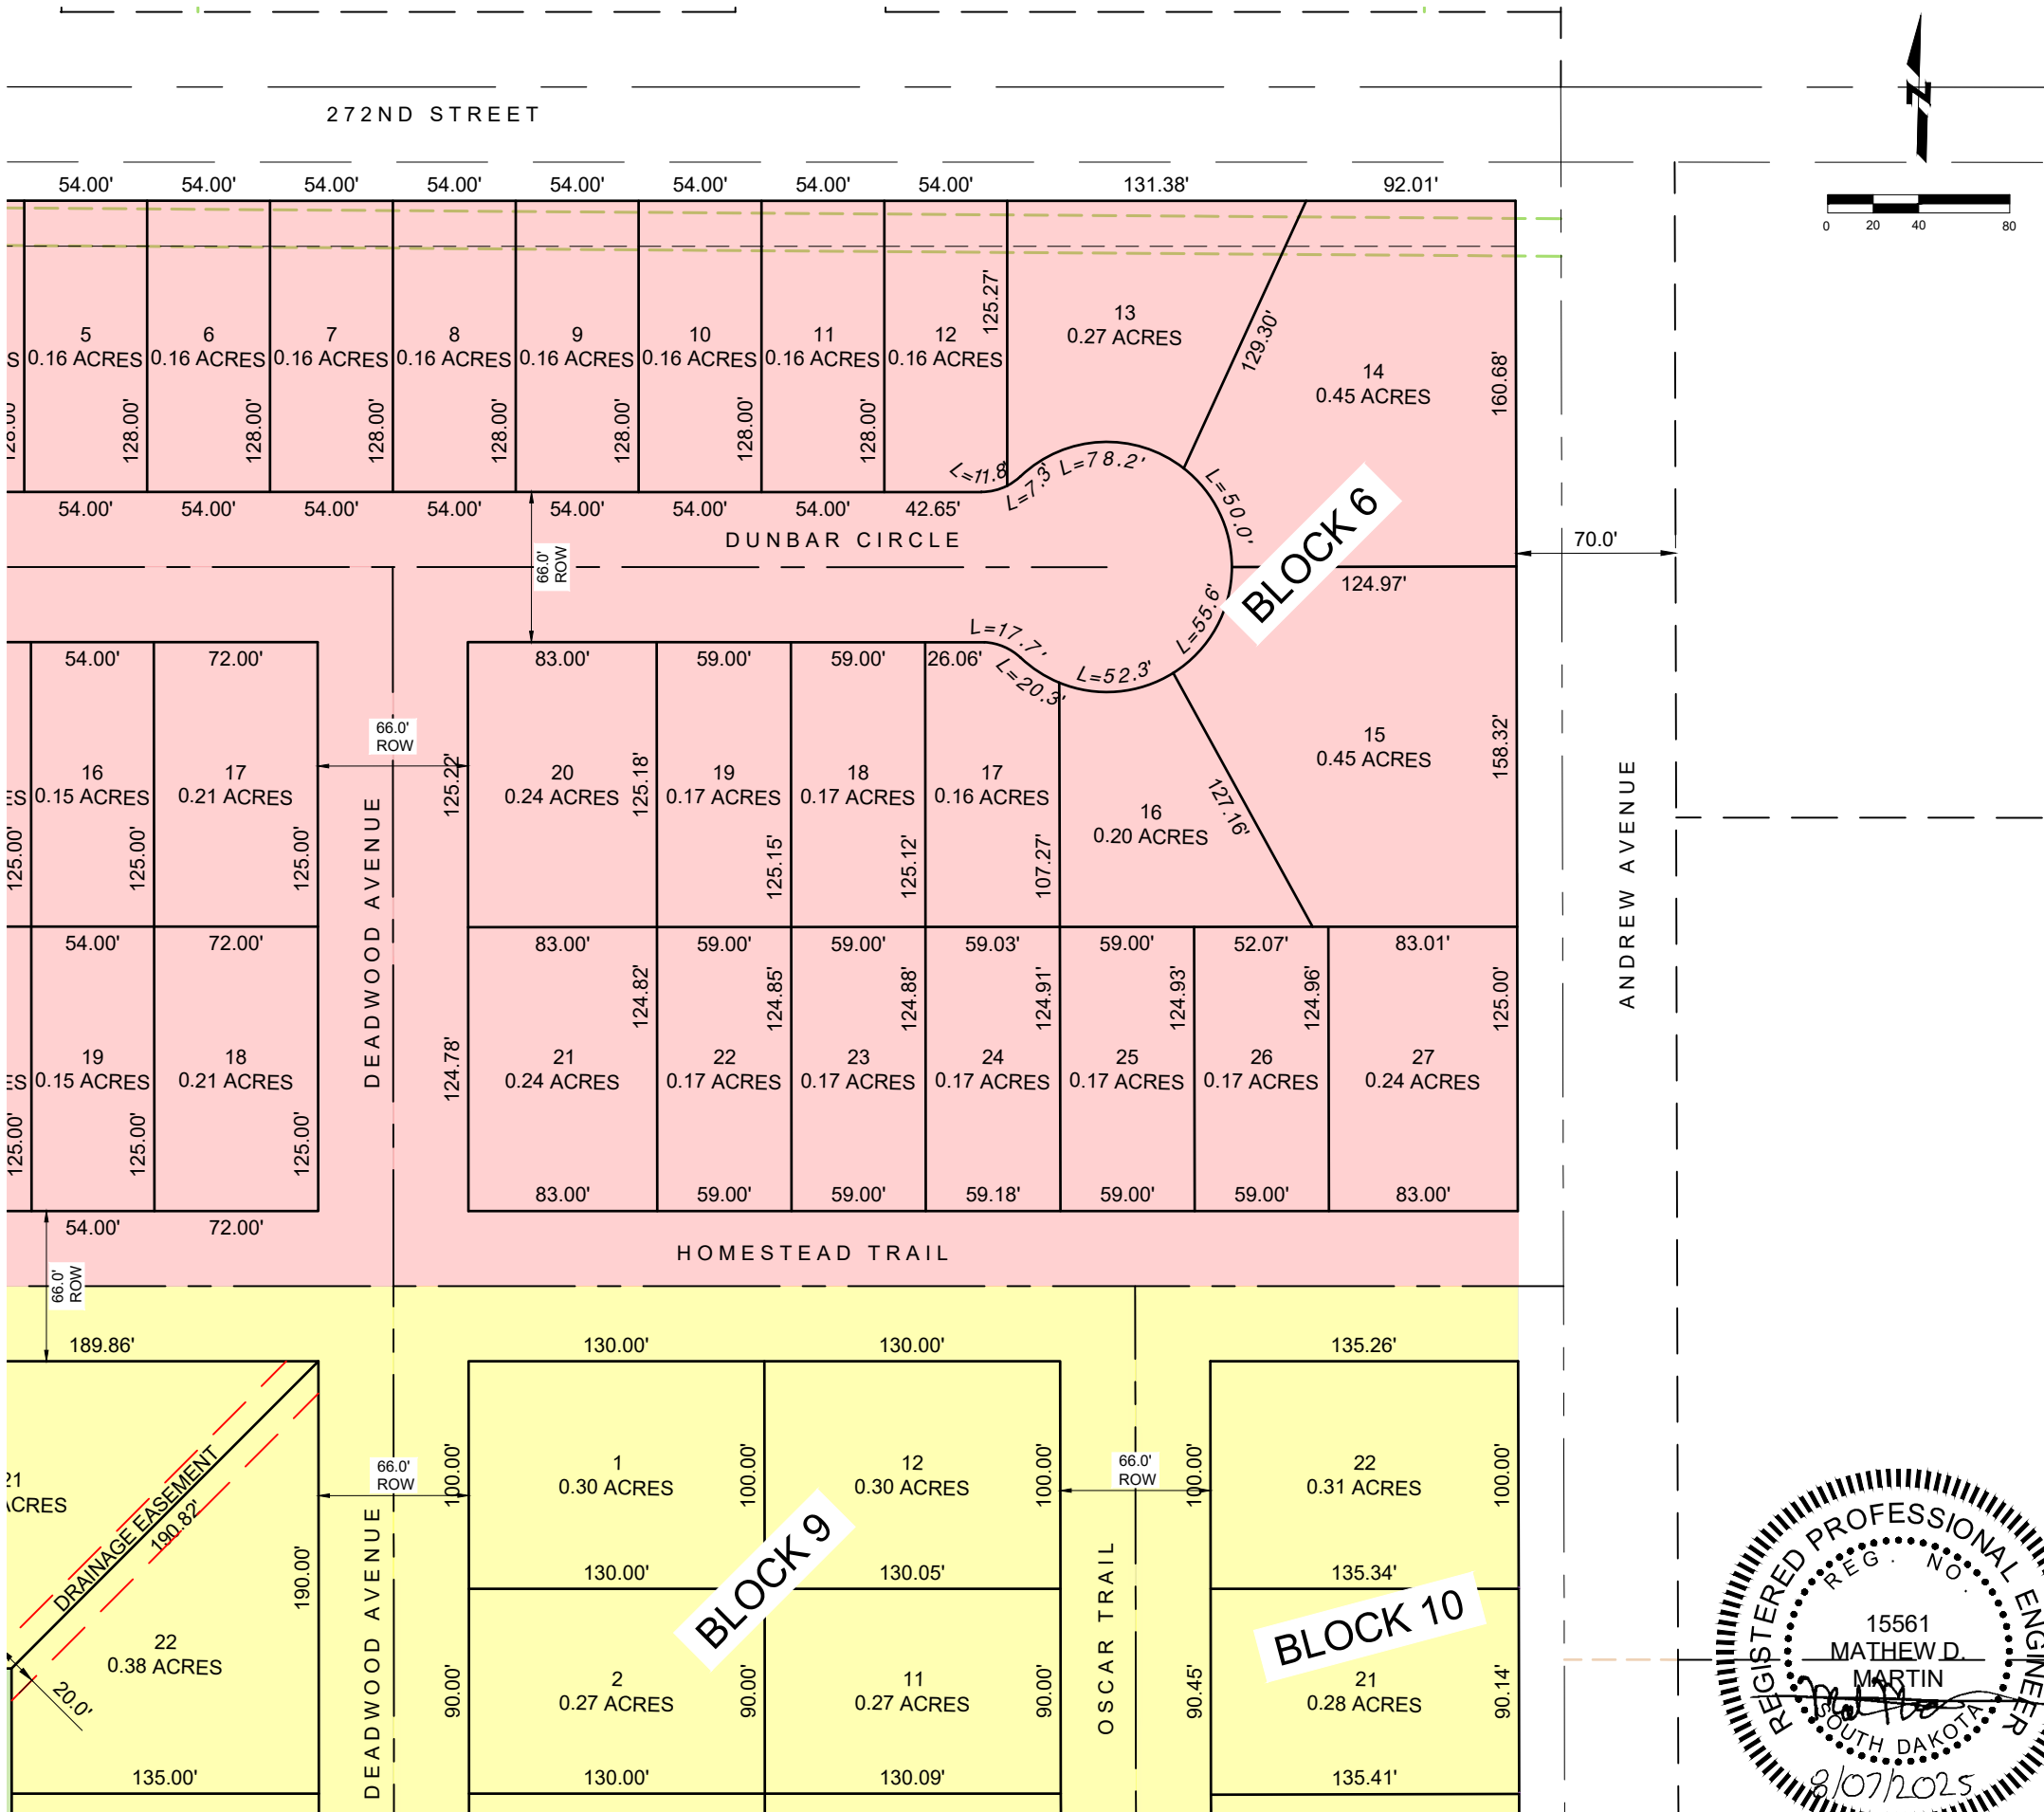 272ND STREET
0 20 40 80
54.00' 54.00' 54.00' 54.00' 54.00' 54.00' 54.00' 54.00' 131.38' 92.01'
125.27'
129.30'
160.68'
5
0.16 ACRES
6
0.16 ACRES
7
0.16 ACRES
8
0.16 ACRES
9
0.16 ACRES
10
0.16 ACRES
11
0.16 ACRES
12
0.16 ACRES
13
0.27 ACRES
14
0.45 ACRES
S
128.00' 128.00' 128.00' 128.00' 128.00' 128.00' 128.00' 128.00'
54.00' 54.00' 54.00' 54.00' 54.00' 54.00' 54.00' 42.65'
L=11.8'
L=7.3'
L=78.2'
L=50.0'
BLOCK 6
DUNBAR CIRCLE
66.0'
ROW
70.0'
124.97'
L=55.6'
L=52.3'
L=17.7'
L=20.3'
54.00' 72.00' 83.00' 59.00' 59.00' 26.06'
66.0'
ROW
125.22' 125.18' 125.15' 125.12' 107.27' 127.16' 158.32'
ES
16
0.15 ACRES
17
0.21 ACRES
20
0.24 ACRES
19
0.17 ACRES
18
0.17 ACRES
17
0.16 ACRES
16
0.20 ACRES
15
0.45 ACRES
125.00' 125.00' 125.00'
DEADWOOD AVENUE
ANDREW AVENUE
54.00' 72.00' 83.00' 59.00' 59.00' 59.03' 59.00' 52.07' 83.01'
124.78' 124.82' 124.85' 124.88' 124.91' 124.93' 124.96' 125.00'
ES
19
0.15 ACRES
18
0.21 ACRES
21
0.24 ACRES
22
0.17 ACRES
23
0.17 ACRES
24
0.17 ACRES
25
0.17 ACRES
26
0.17 ACRES
27
0.24 ACRES
125.00' 125.00' 125.00'
83.00' 59.00' 59.00' 59.18' 59.00' 59.00' 83.00'
54.00' 72.00'
HOMESTEAD TRAIL
66.0'
ROW
189.86' 130.00' 130.00' 135.26'
21
ACRES
DRAINAGE EASEMENT
190.82'
190.00'
66.0'
ROW
100.00'
1
0.30 ACRES
100.00'
12
0.30 ACRES
100.00'
66.0'
ROW
100.00'
22
0.31 ACRES
100.00'
130.00' 130.05' 135.34'
BLOCK 9
BLOCK 10
DEADWOOD AVENUE
OSCAR TRAIL
22
0.38 ACRES
20.0'
90.00'
2
0.27 ACRES
90.00'
11
0.27 ACRES
90.00'
90.45'
21
0.28 ACRES
90.14'
135.00' 130.00' 130.09' 135.41'
REGISTERED PROFESSIONAL ENGINEER
REG. NO.
15561
MATHEW D.
MARTIN
SOUTH DAKOTA
8/07/2025